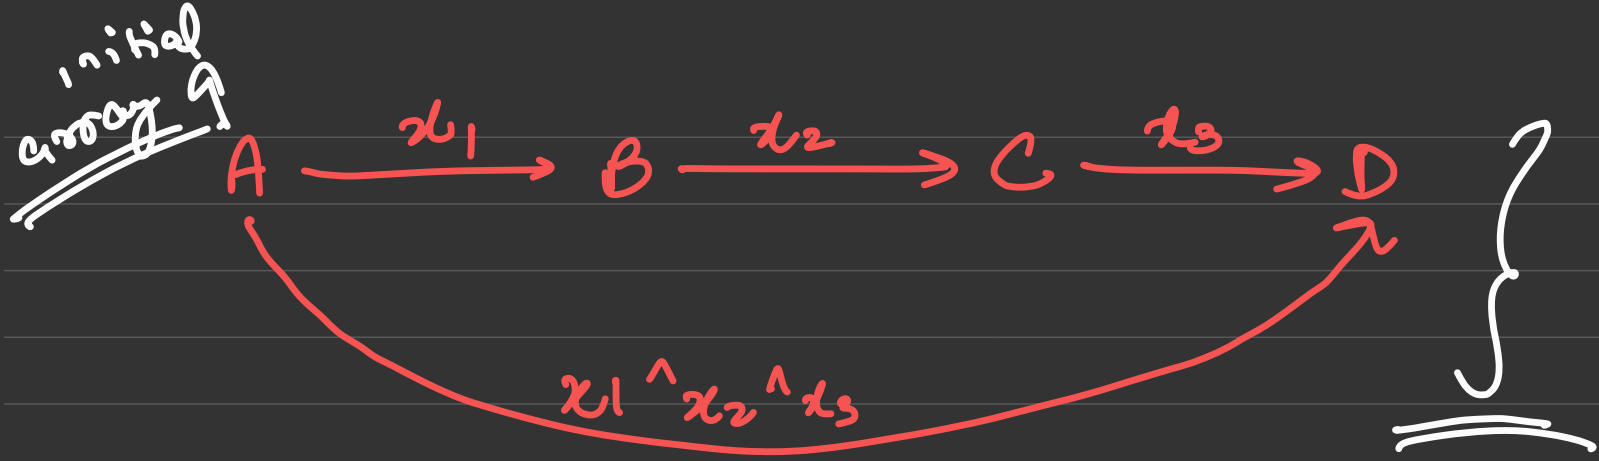 initial
array
x1 x2 x3
A B C D
x1 ^ x2 ^ x3